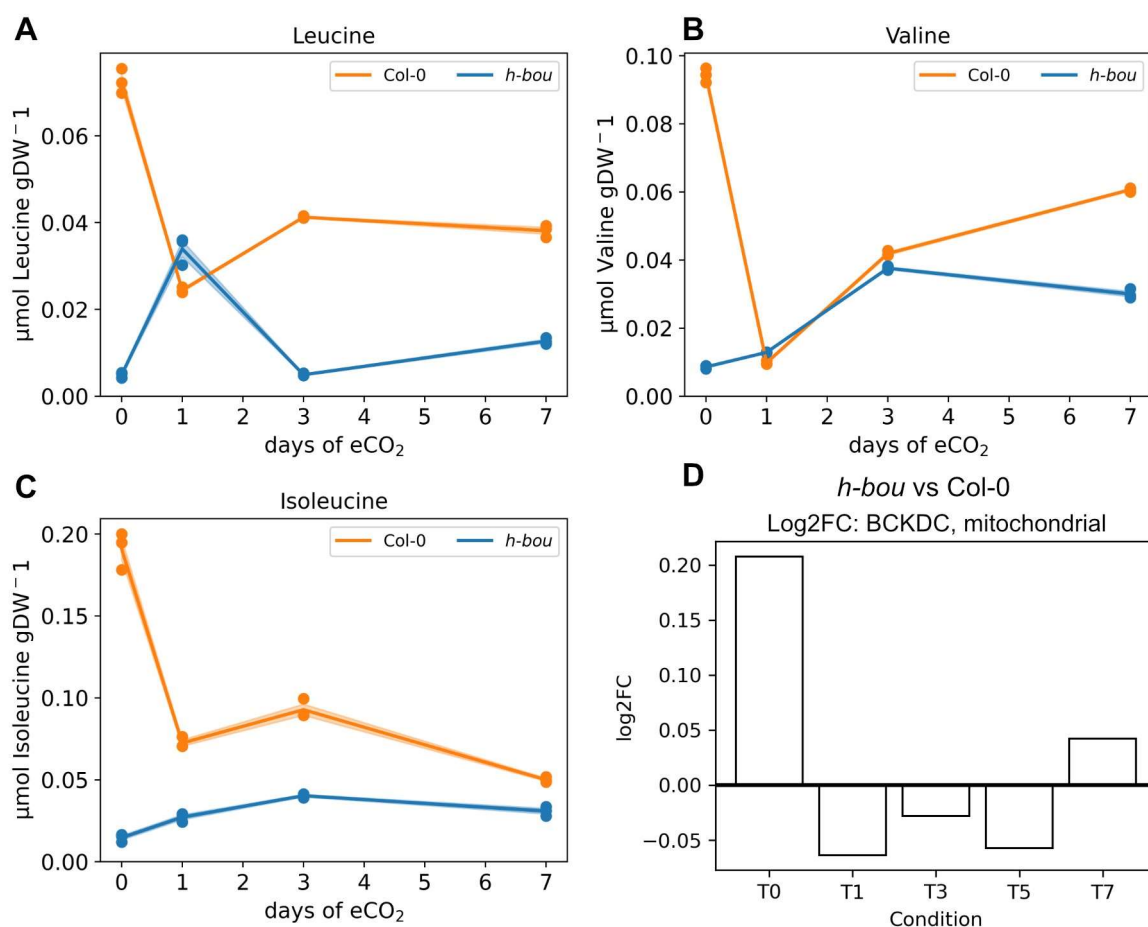 A
Leucine
Col-0 h-bou
µmol Leucine gDW−1
0.06
0.04
0.02
0.00
0 1 2 3 4 5 6 7
days of eCO₂
B
Valine
Col-0 h-bou
µmol Valine gDW−1
0.10
0.08
0.06
0.04
0.02
0.00
0 1 2 3 4 5 6 7
days of eCO₂
C
Isoleucine
Col-0 h-bou
µmol Isoleucine gDW−1
0.20
0.15
0.10
0.05
0.00
0 1 2 3 4 5 6 7
days of eCO₂
D
h-bou vs Col-0
Log2FC: BCKDC, mitochondrial
log2FC
0.20
0.15
0.10
0.05
0.00
−0.05
T0 T1 T3 T5 T7
Condition